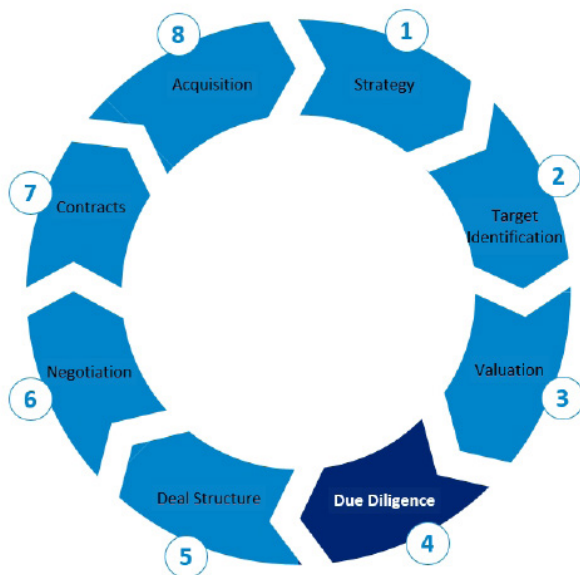 1
Strategy
2
Target
Identification
3
Valuation
4
Due Diligence
5
Deal Structure
6
Negotiation
7
Contracts
8
Acquisition